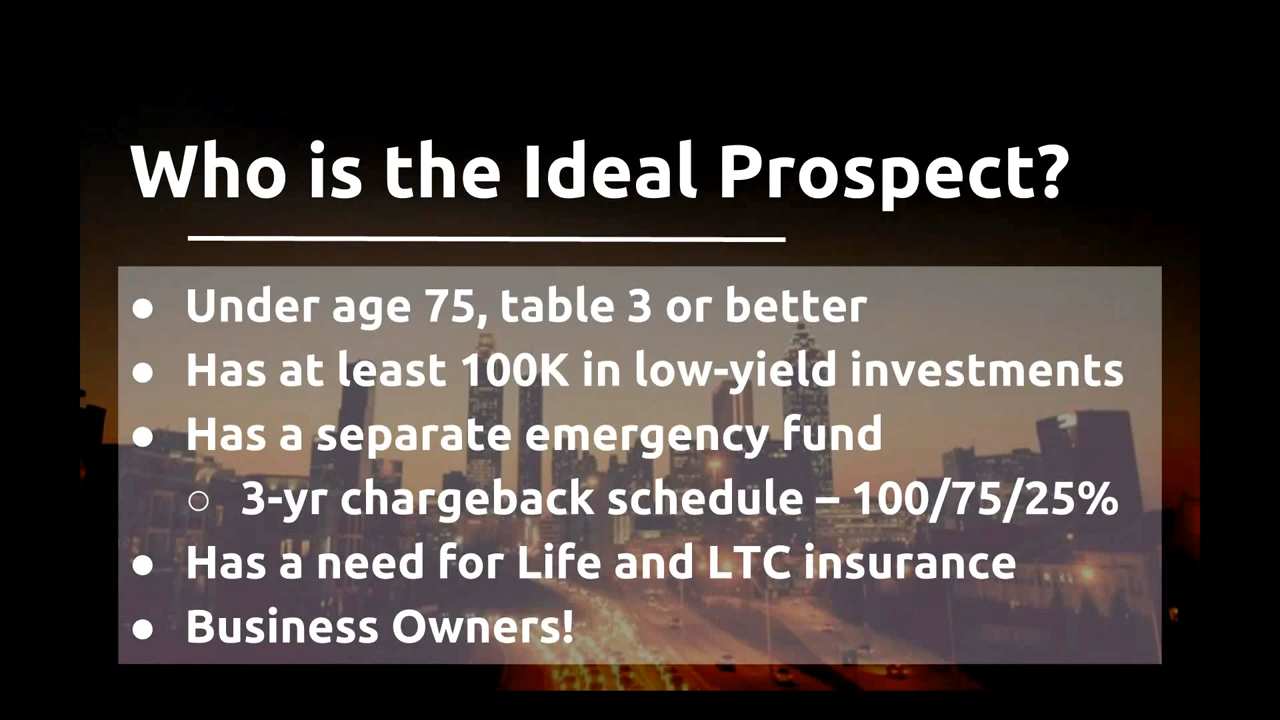 Who is the Ideal Prospect?
● Under age 75, table 3 or better
● Has at least 100K in low-yield investments
● Has a separate emergency fund
○ 3-yr chargeback schedule – 100/75/25%
● Has a need for Life and LTC insurance
● Business Owners!